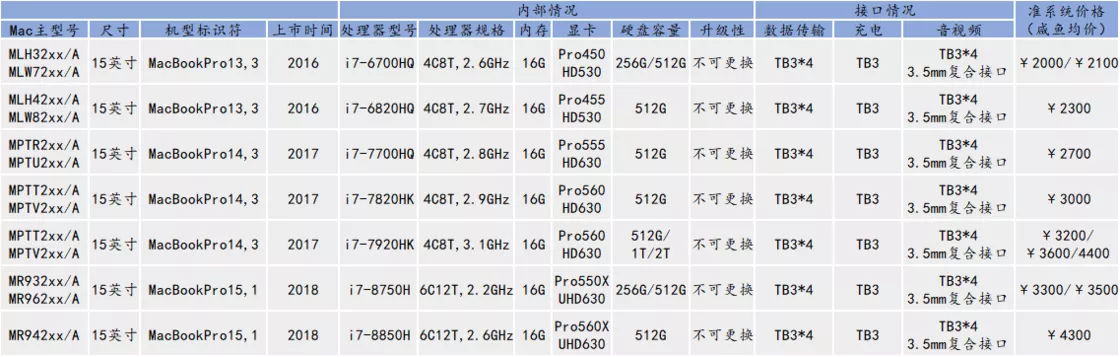 内部情况 接口情况 准系统价格
Mac主型号 尺寸 机型标识符 上市时间 处理器型号 处理器规格 内存 显卡 硬盘容量 升级性 数据传输 充电 音视频 (咸鱼均价)
MLH32xx/A Pro450 TB3*4
15英寸 MacBookPro13,3 2016 i7-6700HQ 4C8T,2.6GHz 16G 256G/512G 不可更换 TB3*4 TB3 ￥2000/￥2100
MLW72xx/A HD530 3.5mm复合接口
MLH42xx/A Pro455 TB3*4
15英寸 MacBookPro13,3 2016 i7-6820HQ 4C8T,2.7GHz 16G 512G 不可更换 TB3*4 TB3 ￥2300
MLW82xx/A HD530 3.5mm复合接口
MPTR2xx/A Pro555 TB3*4
15英寸 MacBookPro14,3 2017 i7-7700HQ 4C8T,2.8GHz 16G 512G 不可更换 TB3*4 TB3 ￥2700
MPTU2xx/A HD630 3.5mm复合接口
MPTT2xx/A Pro560 TB3*4
15英寸 MacBookPro14,3 2017 i7-7820HK 4C8T,2.9GHz 16G 512G 不可更换 TB3*4 TB3 ￥3000
MPTV2xx/A HD630 3.5mm复合接口
MPTT2xx/A Pro560 512G/ TB3*4 ￥3200/
15英寸 MacBookPro14,3 2017 i7-7920HK 4C8T,3.1GHz 16G 不可更换 TB3*4 TB3
MPTV2xx/A HD630 1T/2T 3.5mm复合接口 ￥3600/4400
MR932xx/A Pro550X TB3*4
15英寸 MacBookPro15,1 2018 i7-8750H 6C12T,2.2GHz 16G 256G/512G 不可更换 TB3*4 TB3 ￥3300/￥3500
MR962xx/A UHD630 3.5mm复合接口
Pro560X TB3*4
MR942xx/A 15英寸 MacBookPro15,1 2018 i7-8850H 6C12T,2.6GHz 16G 512G 不可更换 TB3*4 TB3 ￥4300
UHD630 3.5mm复合接口